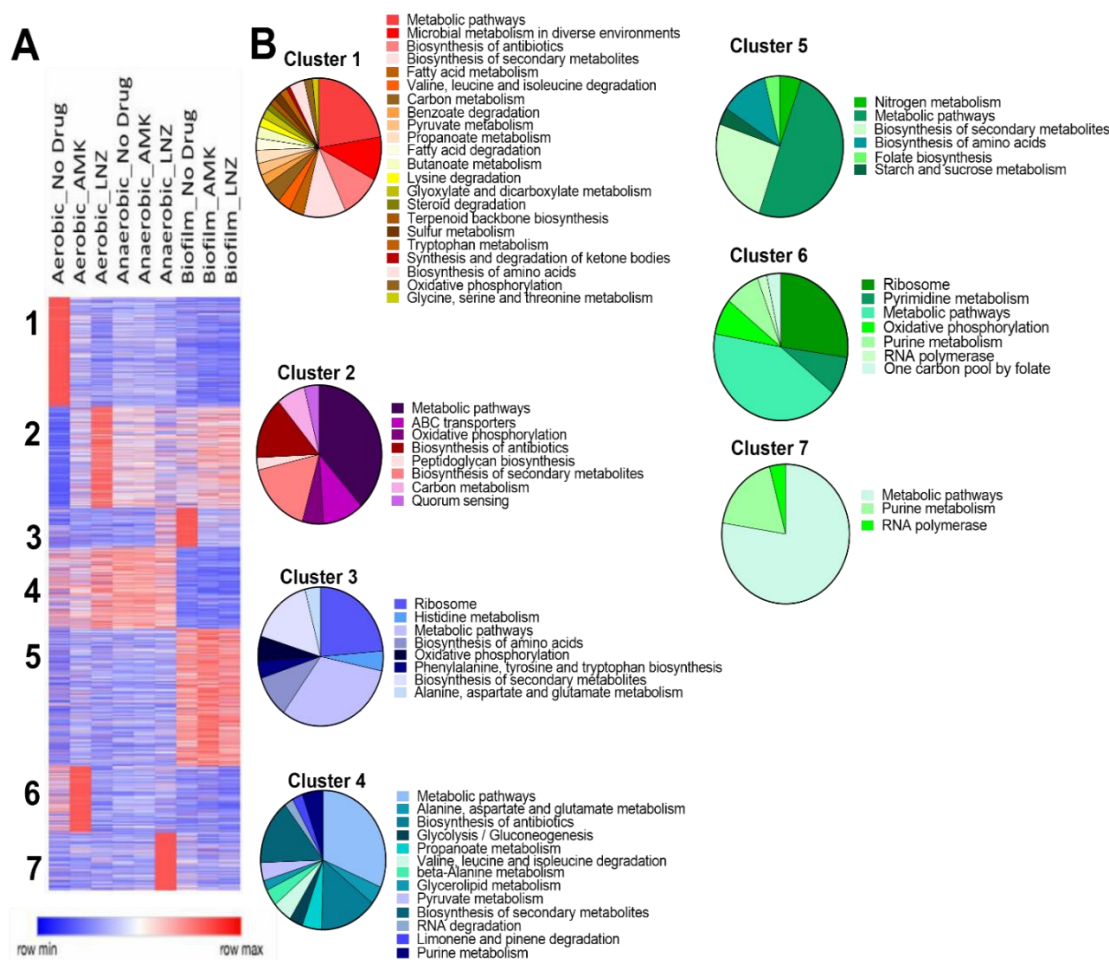 A
Aerobic_No Drug
Aerobic_AMK
Aerobic_LNZ
Anaerobic_No Drug
Anaerobic_AMK
Anaerobic_LNZ
Biofilm_No Drug
Biofilm_AMK
Biofilm_LNZ
1
2
3
4
5
6
7
row min
row max
B
Cluster 1
Metabolic pathways
Microbial metabolism in diverse environments
Biosynthesis of antibiotics
Biosynthesis of secondary metabolites
Fatty acid metabolism
Valine, leucine and isoleucine degradation
Carbon metabolism
Benzoate degradation
Pyruvate metabolism
Propanoate metabolism
Fatty acid degradation
Butanoate metabolism
Lysine degradation
Glyoxylate and dicarboxylate metabolism
Steroid degradation
Terpenoid backbone biosynthesis
Sulfur metabolism
Tryptophan metabolism
Synthesis and degradation of ketone bodies
Biosynthesis of amino acids
Oxidative phosphorylation
Glycine, serine and threonine metabolism
Cluster 2
Metabolic pathways
ABC transporters
Oxidative phosphorylation
Biosynthesis of antibiotics
Peptidoglycan biosynthesis
Biosynthesis of secondary metabolites
Carbon metabolism
Quorum sensing
Cluster 3
Ribosome
Histidine metabolism
Metabolic pathways
Biosynthesis of amino acids
Oxidative phosphorylation
Phenylalanine, tyrosine and tryptophan biosynthesis
Biosynthesis of secondary metabolites
Alanine, aspartate and glutamate metabolism
Cluster 4
Metabolic pathways
Alanine, aspartate and glutamate metabolism
Biosynthesis of antibiotics
Glycolysis / Gluconeogenesis
Propanoate metabolism
Valine, leucine and isoleucine degradation
beta-Alanine metabolism
Glycerolipid metabolism
Pyruvate metabolism
Biosynthesis of secondary metabolites
RNA degradation
Limonene and pinene degradation
Purine metabolism
Cluster 5
Nitrogen metabolism
Metabolic pathways
Biosynthesis of secondary metabolites
Biosynthesis of amino acids
Folate biosynthesis
Starch and sucrose metabolism
Cluster 6
Ribosome
Pyrimidine metabolism
Metabolic pathways
Oxidative phosphorylation
Purine metabolism
RNA polymerase
One carbon pool by folate
Cluster 7
Metabolic pathways
Purine metabolism
RNA polymerase